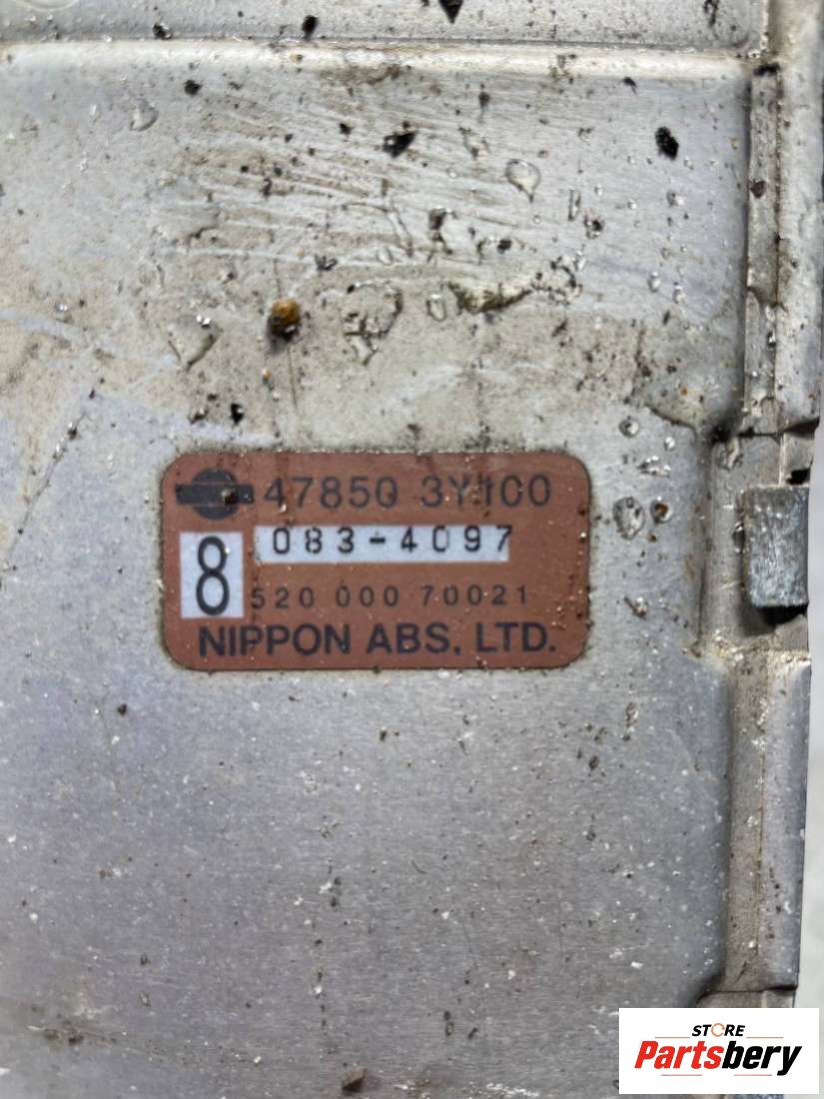 47850 3Y100
083-4097
8
520 000 70021
NIPPON ABS, LTD.
STORE
Partsbery